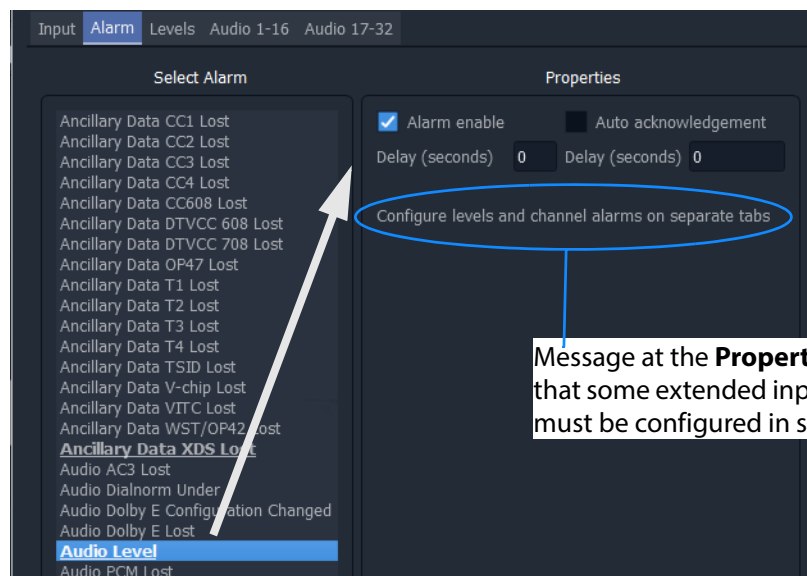 Input Alarm Levels Audio 1-16 Audio 17-32
Select Alarm
Ancillary Data CC1 Lost
Ancillary Data CC2 Lost
Ancillary Data CC3 Lost
Ancillary Data CC4 Lost
Ancillary Data CC608 Lost
Ancillary Data DTVCC 608 Lost
Ancillary Data DTVCC 708 Lost
Ancillary Data OP47 Lost
Ancillary Data T1 Lost
Ancillary Data T2 Lost
Ancillary Data T3 Lost
Ancillary Data T4 Lost
Ancillary Data TSID Lost
Ancillary Data V-chip Lost
Ancillary Data VITC Lost
Ancillary Data WST/OP42 Lost
Ancillary Data XDS Lost
Audio AC3 Lost
Audio Dialnorm Under
Audio Dolby E Configuration Changed
Audio Dolby E Lost
Audio Level
Audio PCM Lost
Properties
Alarm enable Auto acknowledgement
Delay (seconds) 0 Delay (seconds) 0
Configure levels and channel alarms on separate tabs
Message at the Propert
that some extended inp
must be configured in s